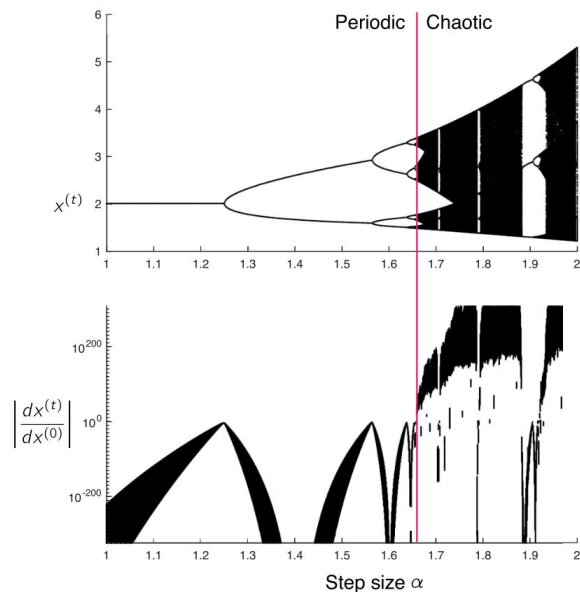 Periodic Chaotic
6
5
4
3
2
1
x^(t)
1 1.1 1.2 1.3 1.4 1.5 1.6 1.7 1.8 1.9 2
10^200
10^0
10^-200
|dx^(t)/dx^(0)|
1 1.1 1.2 1.3 1.4 1.5 1.6 1.7 1.8 1.9 2
Step size α